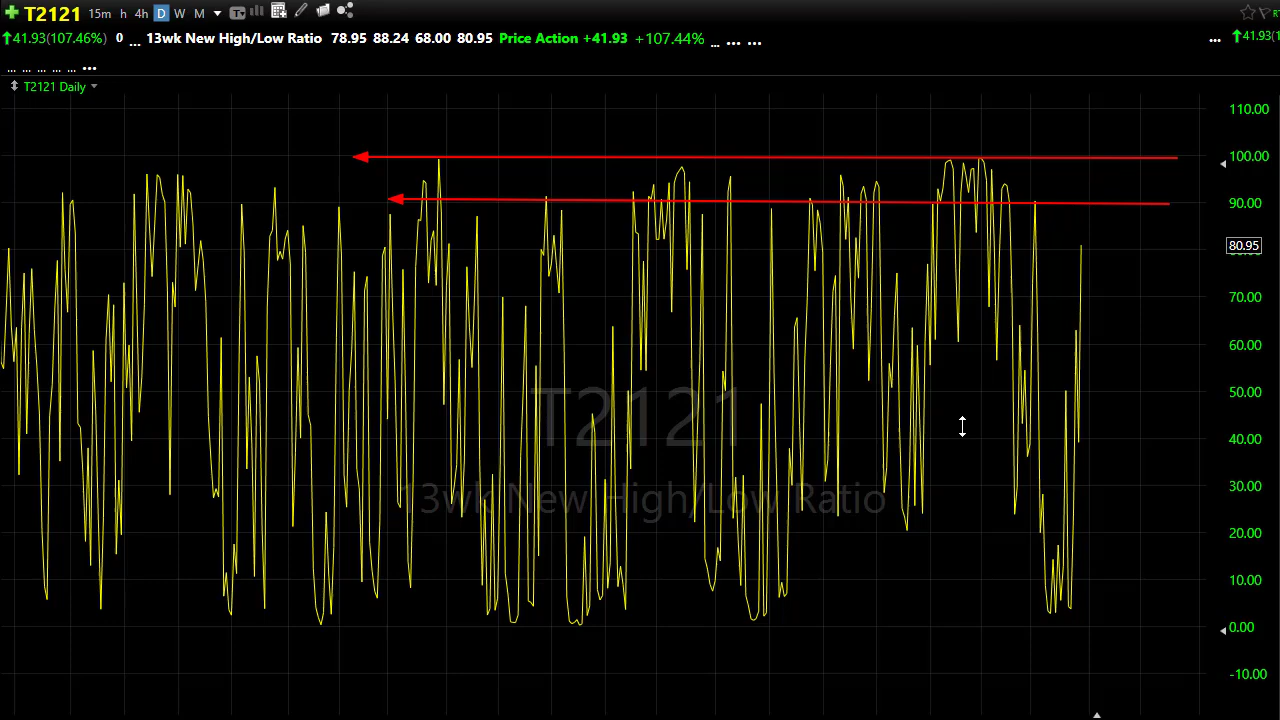 T2121 15m h 4h D W M T
41.93(107.46%) 0 ... 13wk New High/Low Ratio 78.95 88.24 68.00 80.95 Price Action +41.93 +107.44% ... ... ... ... 41.93(1
... ... ... ... ... ...
T2121 Daily
110.00
100.00
90.00
80.95
70.00
60.00
50.00
40.00
30.00
20.00
10.00
0.00
-10.00
T2121
13wk New High/Low Ratio